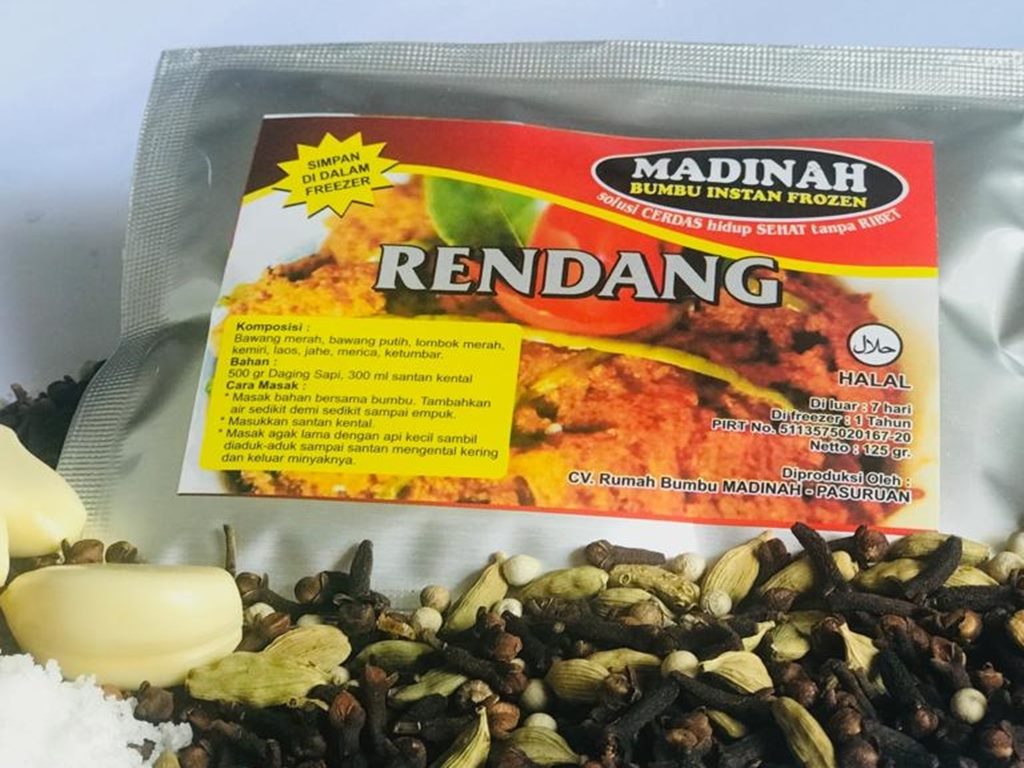 SIMPAN
DI DALAM
FREEZER
MADINAH
BUMBU INSTAN FROZEN
solusi CERDAS hidup SEHAT tanpa RIBET
RENDANG
Komposisi :
Bawang merah, bawang putih, lombok merah,
kemiri, laos, jahe, merica, ketumbar.
Bahan :
500 gr Daging Sapi, 300 ml santan kental
Cara Masak :
* Masak bahan bersama bumbu. Tambahkan
air sedikit demi sedikit sampai empuk.
* Masukkan santan kental.
* Masak agak lama dengan api kecil sambil
diaduk-aduk sampai santan mengental kering
dan keluar minyaknya.
حلال
HALAL
Di luar : 7 hari
Di freezer : 1 Tahun
PIRT No. 5113575020167-20
Netto : 125 gr.
Diproduksi Oleh :
CV. Rumah Bumbu MADINAH - PASURUAN